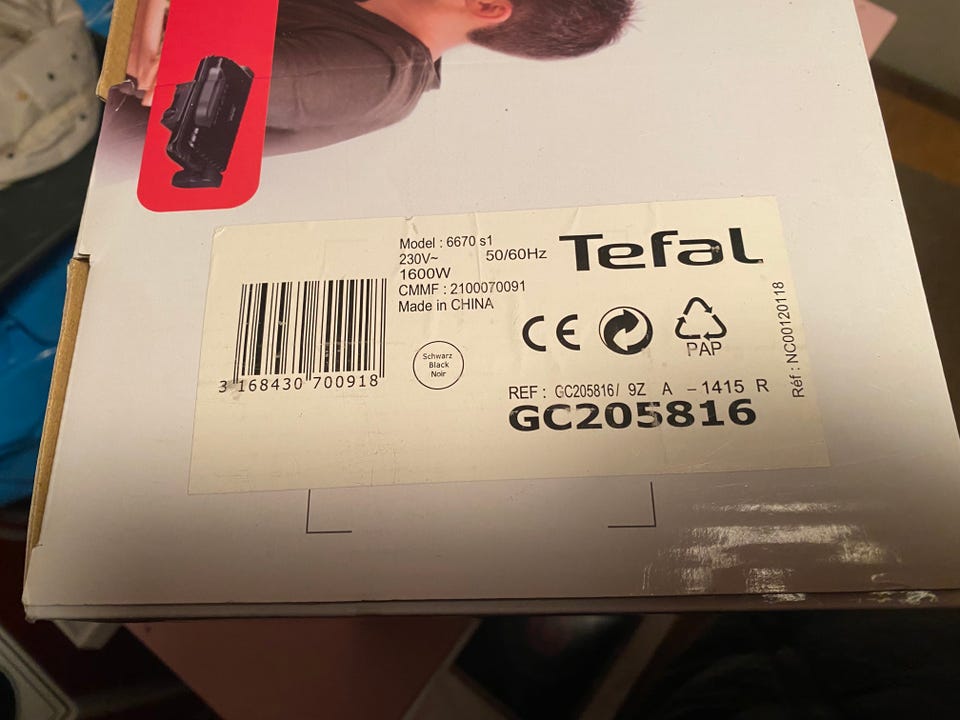 Model : 6670 s1
230V~ 50/60Hz
1600W
CMMF : 2100070091
Made in CHINA
Tefal
3 168430 700918
Schwarz
Black
Noir
CE
PAP
Réf : NC00120118
REF : GC205816/ 9Z A – 1415 R
GC205816